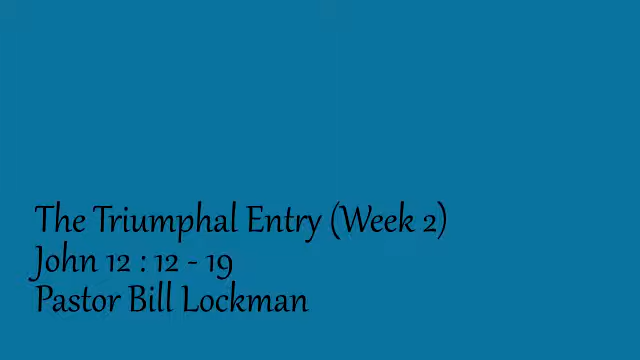 The Triumphal Entry (Week 2)
John 12 : 12 - 19
Pastor Bill Lockman